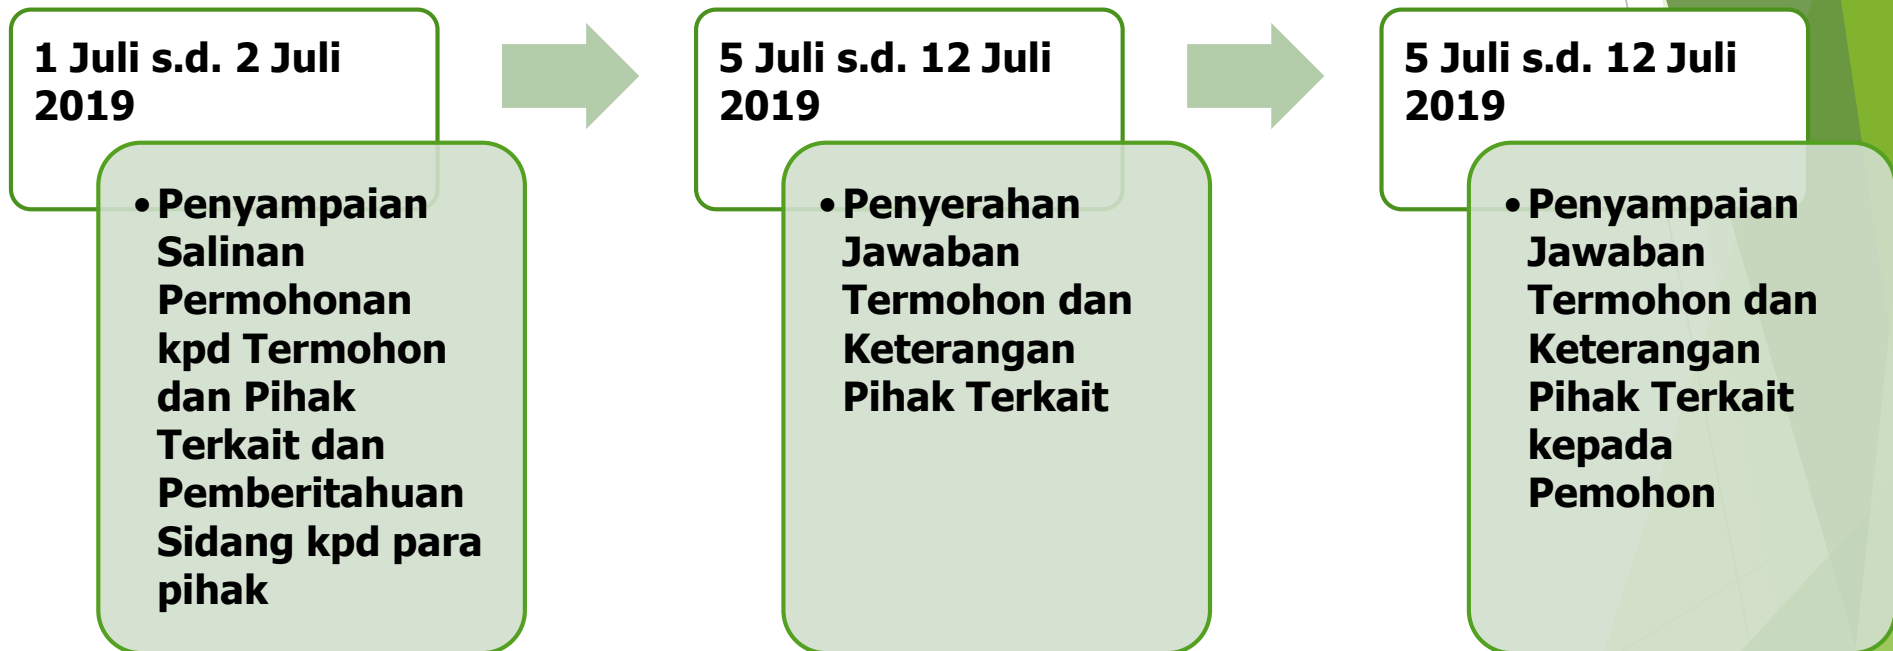 1 Juli s.d. 2 Juli
2019
• Penyampaian
Salinan
Permohonan
kpd Termohon
dan Pihak
Terkait dan
Pemberitahuan
Sidang kpd para
pihak
5 Juli s.d. 12 Juli
2019
• Penyerahan
Jawaban
Termohon dan
Keterangan
Pihak Terkait
5 Juli s.d. 12 Juli
2019
• Penyampaian
Jawaban
Termohon dan
Keterangan
Pihak Terkait
kepada
Pemohon